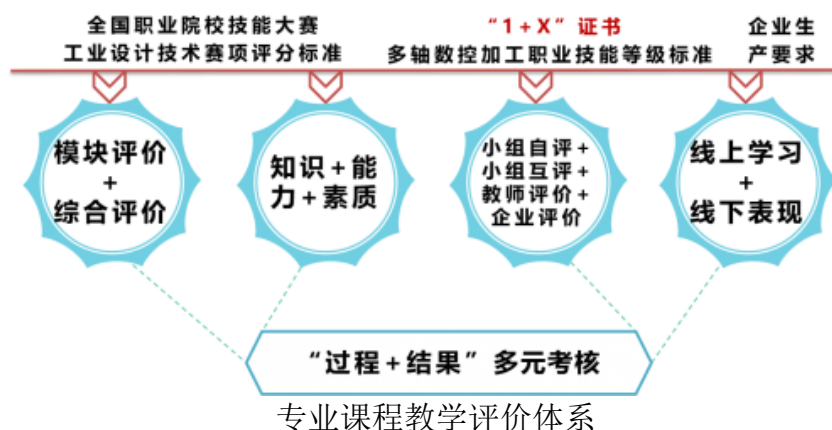 全国职业院校技能大赛
工业设计技术赛项评分标准
“1+X”证书
多轴数控加工职业技能等级标准
企业生
产要求
模块评价
+
综合评价
知识+能
力+素质
小组自评+
小组互评+
教师评价+
企业评价
线上学习
+
线下表现
“过程+结果”多元考核
专业课程教学评价体系